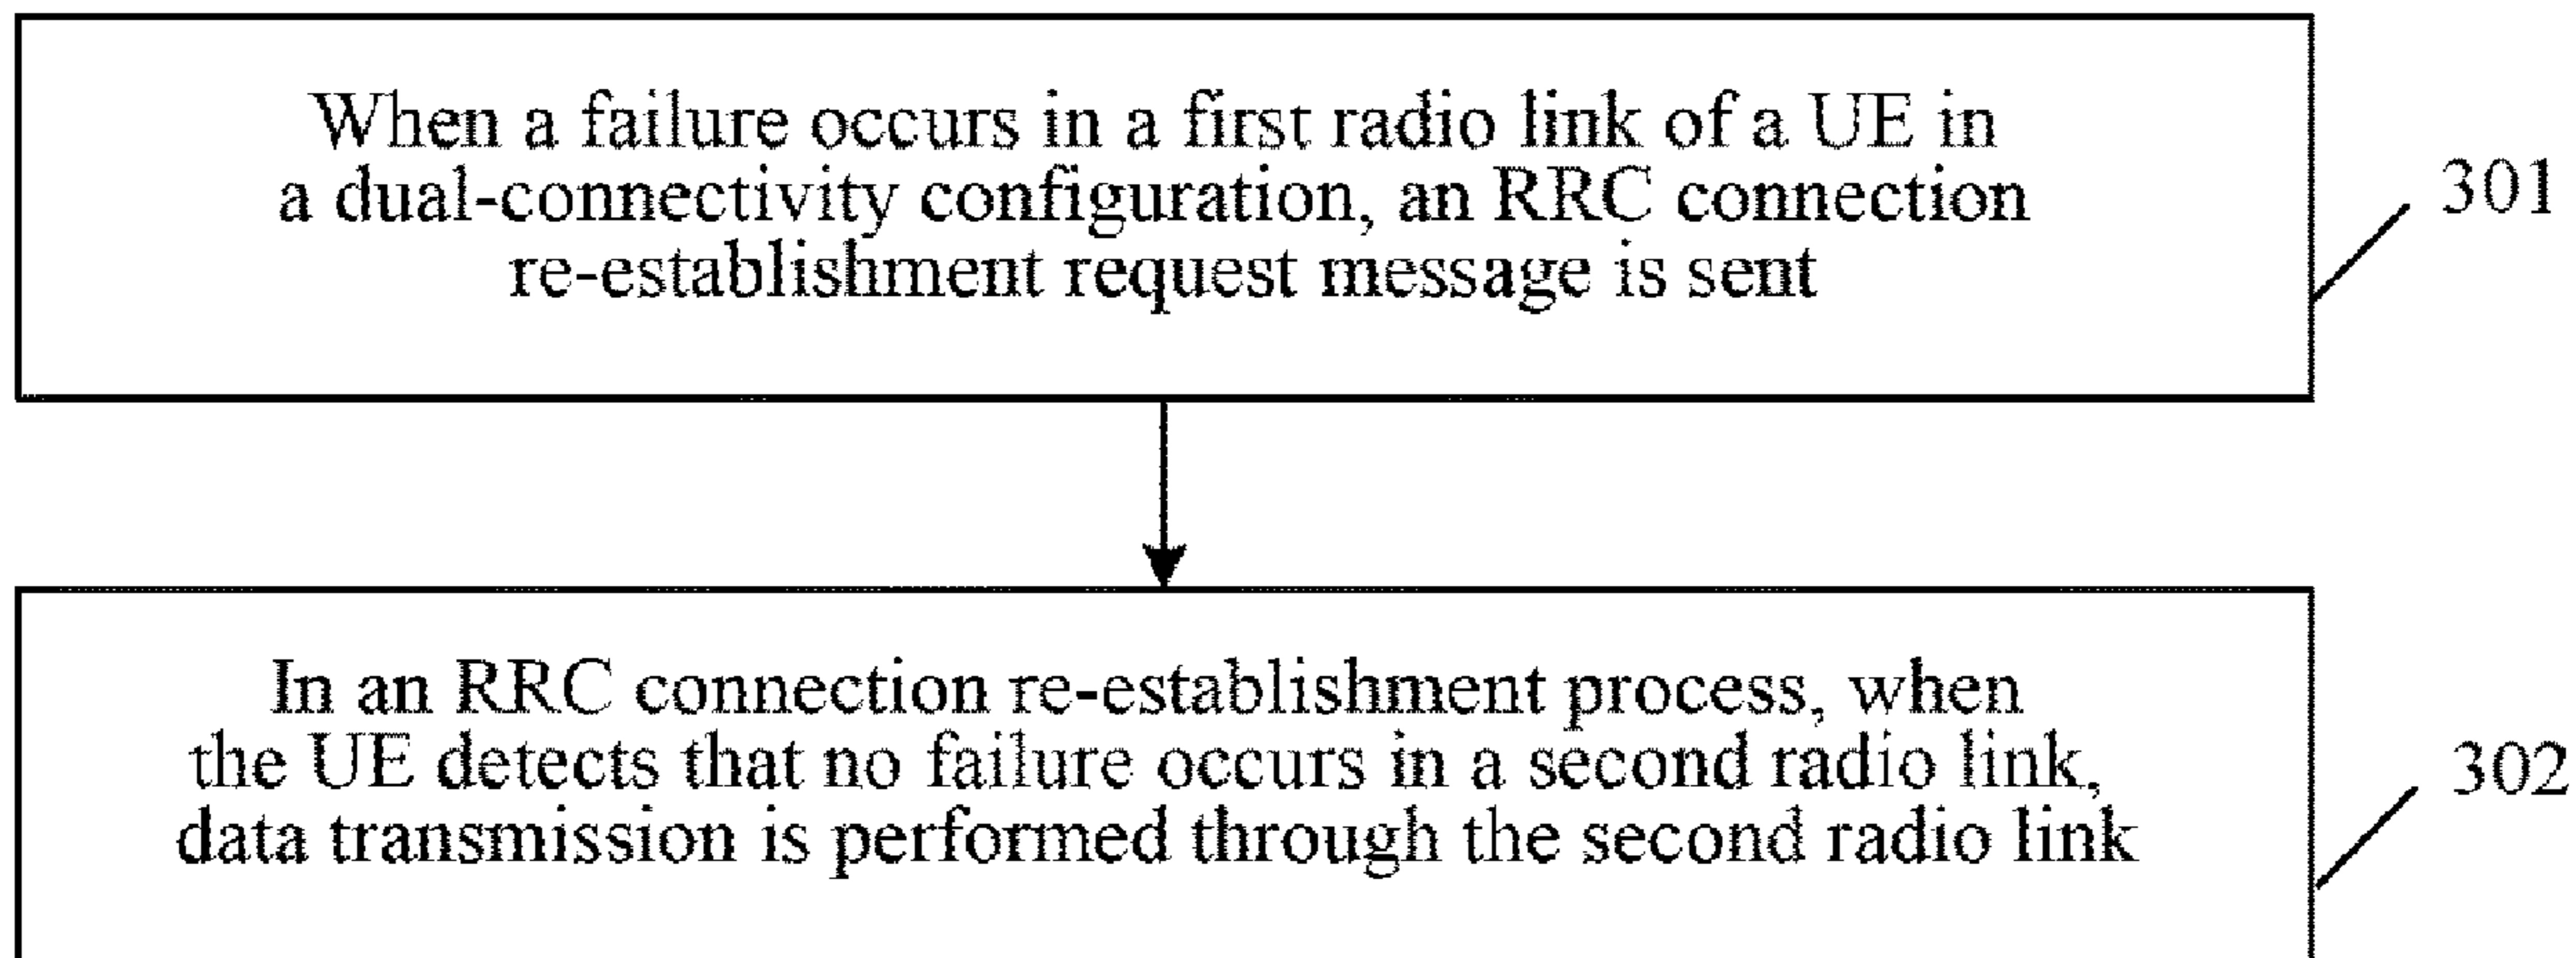 When a failure occurs in a first radio link of a UE in
a dual-connectivity configuration, an RRC connection
re-establishment request message is sent
301
In an RRC connection re-establishment process, when
the UE detects that no failure occurs in a second radio link,
data transmission is performed through the second radio link
302